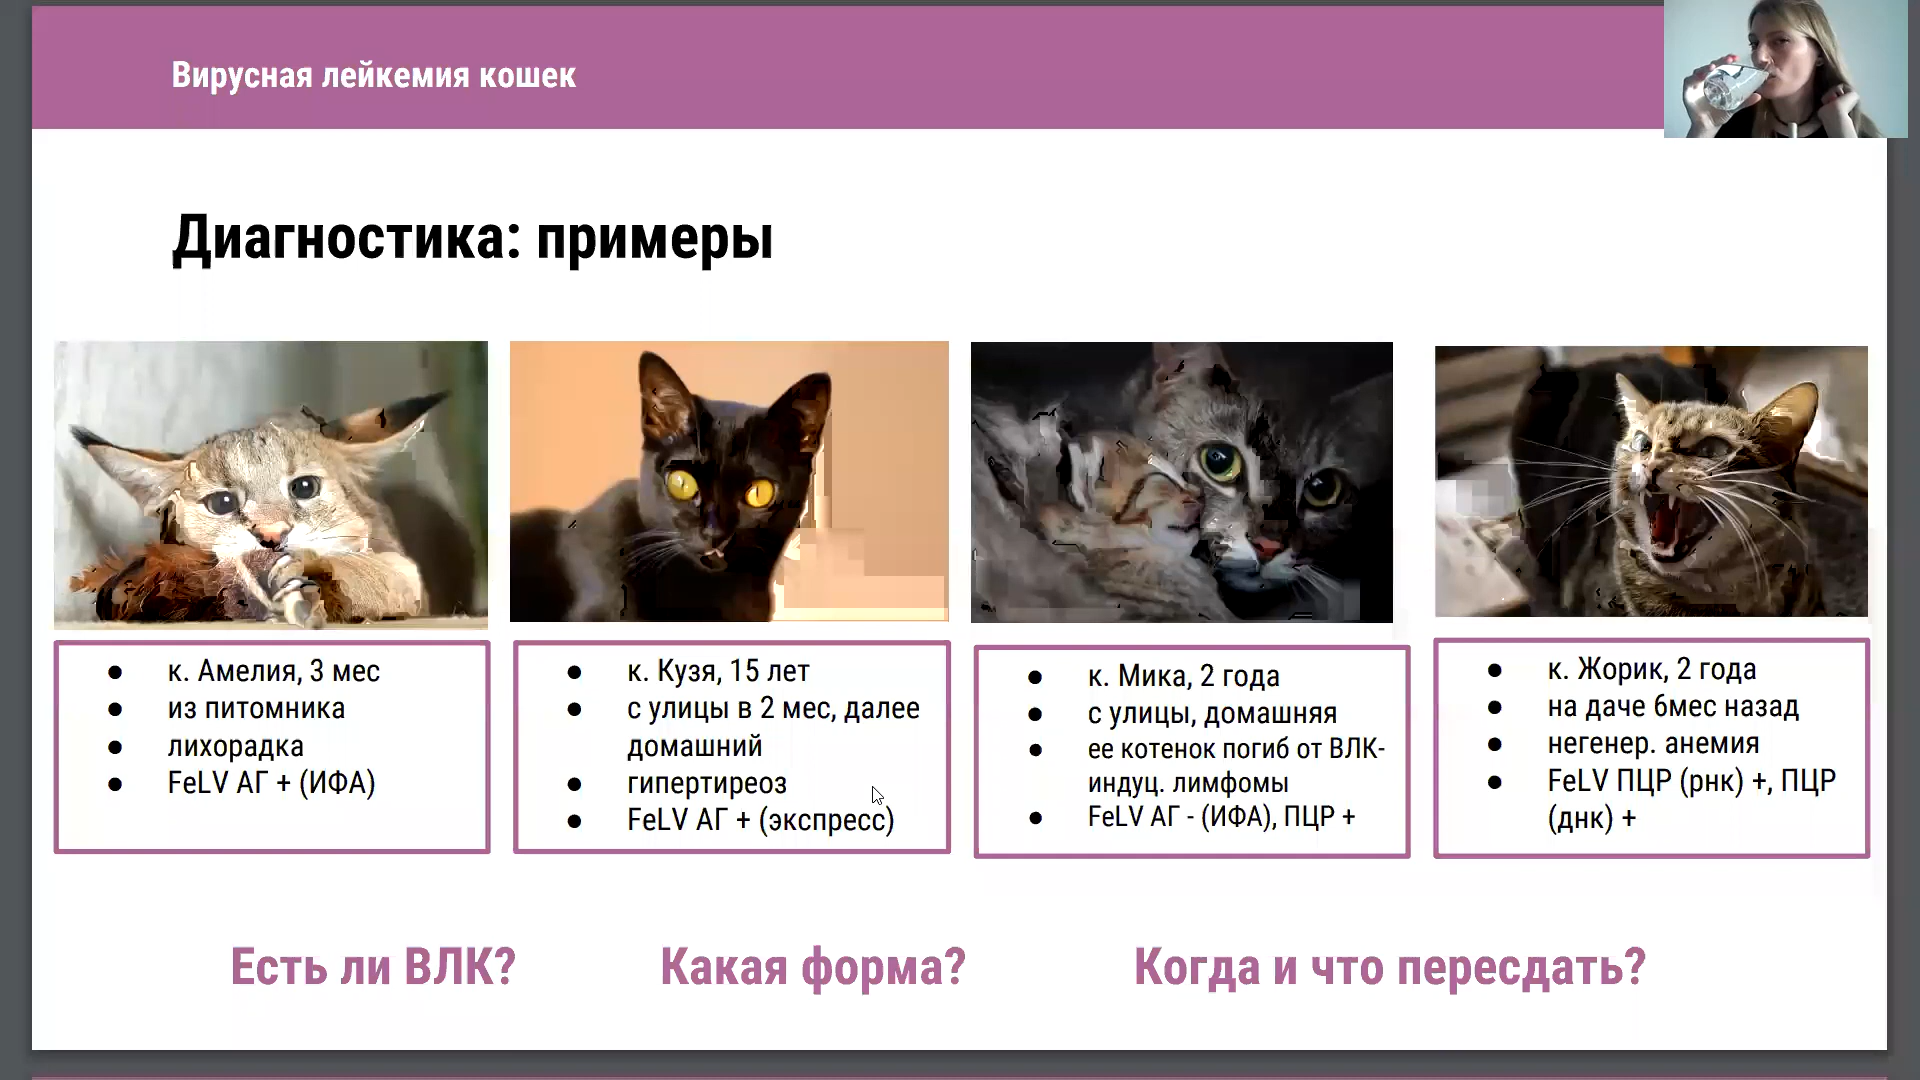 Вирусная лейкемия кошек
Диагностика: примеры
● к. Амелия, 3 мес
● из питомника
● лихорадка
● FeLV АГ + (ИФА)
● к. Кузя, 15 лет
● с улицы в 2 мес, далее
домашний
● гипертиреоз
● FeLV АГ + (экспресс)
● к. Мика, 2 года
● с улицы, домашняя
● ее котенок погиб от ВЛК-
индуц. лимфомы
● FeLV АГ - (ИФА), ПЦР +
● к. Жорик, 2 года
● на даче 6мес назад
● негенер. анемия
● FeLV ПЦР (рнк) +, ПЦР
(днк) +
Есть ли ВЛК?
Какая форма?
Когда и что пересдать?